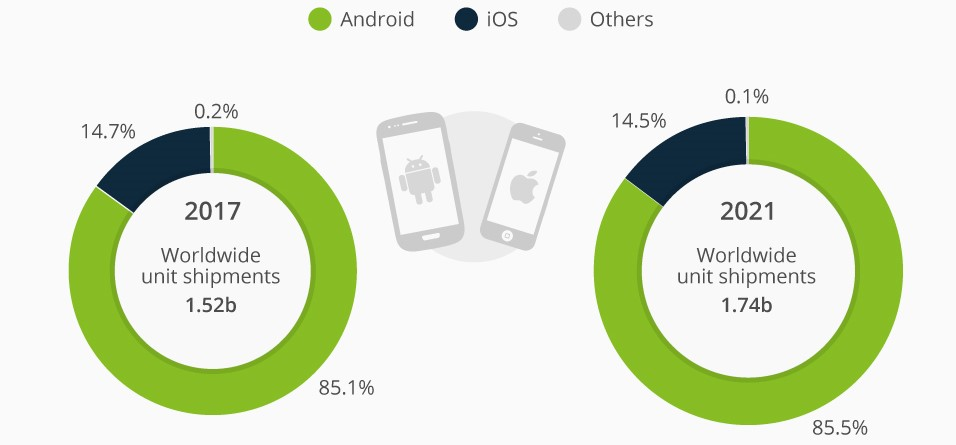 Android iOS Others
0.2%
14.7%
2017
Worldwide
unit shipments
1.52b
85.1%
0.1%
14.5%
2021
Worldwide
unit shipments
1.74b
85.5%